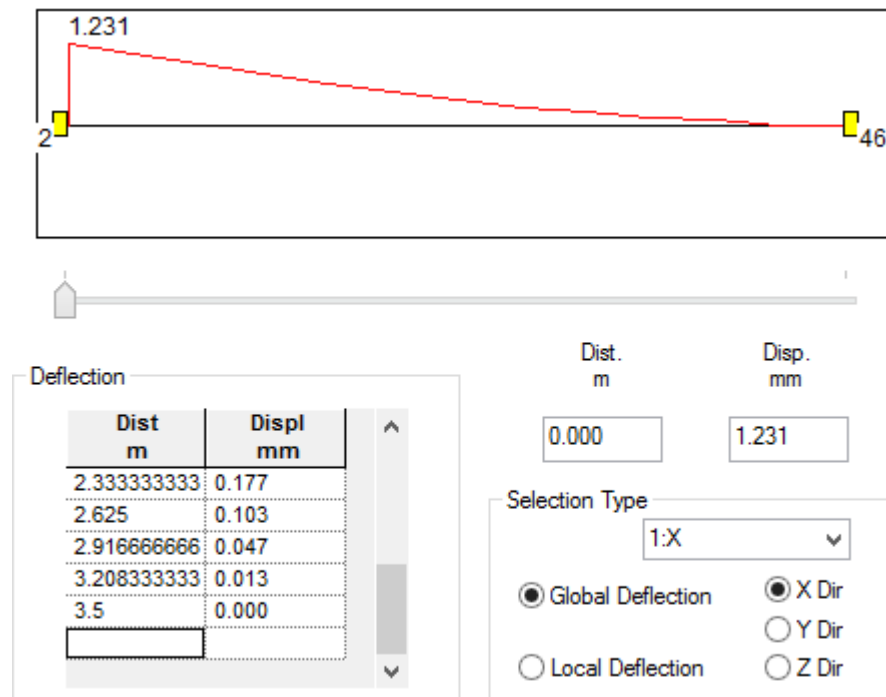 1.231
2
46
Dist.
m
Disp.
mm
Deflection
Dist
m
Displ
mm
0.000
1.231
2.333333333 0.177
2.625 0.103
2.916666666 0.047
3.208333333 0.013
3.5 0.000
Selection Type
1:X
Global Deflection
X Dir
Y Dir
Local Deflection
Z Dir